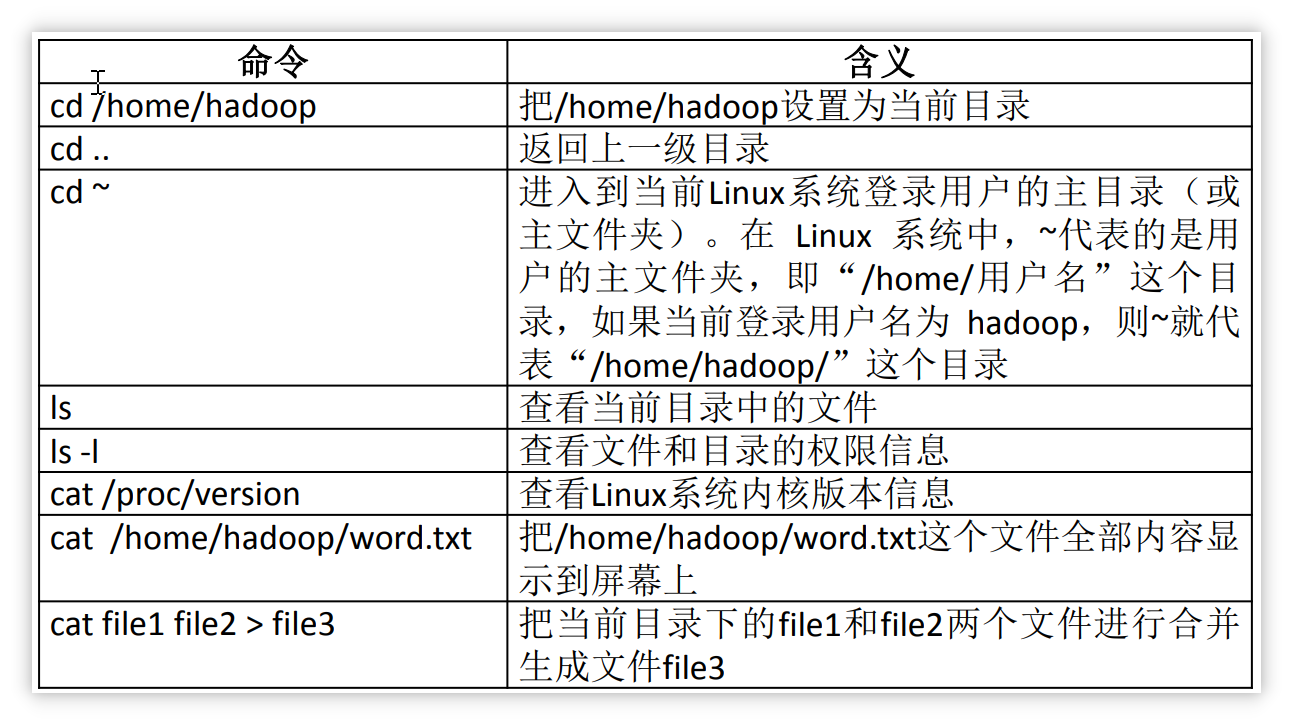 命令 含义
cd /home/hadoop 把/home/hadoop设置为当前目录
cd .. 返回上一级目录
cd ~ 进入到当前Linux系统登录用户的主目录（或
主文件夹）。在 Linux 系统中，~代表的是用
户的主文件夹，即“/home/用户名”这个目
录，如果当前登录用户名为 hadoop，则~就代
表“/home/hadoop/”这个目录
ls 查看当前目录中的文件
ls -l 查看文件和目录的权限信息
cat /proc/version 查看Linux系统内核版本信息
cat /home/hadoop/word.txt 把/home/hadoop/word.txt这个文件全部内容显
示到屏幕上
cat file1 file2 > file3 把当前目录下的file1和file2两个文件进行合并
生成文件file3